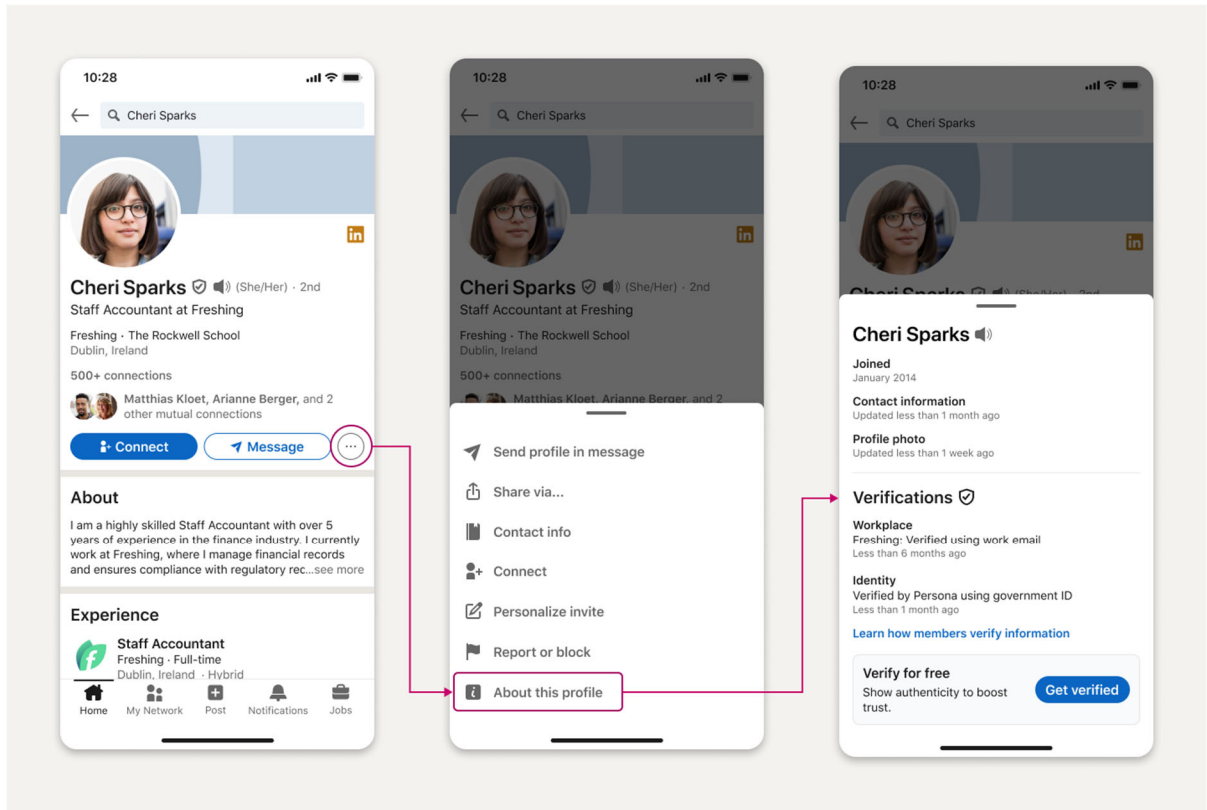 10:28
Cheri Sparks
in
Cheri Sparks (She/Her) · 2nd
Staff Accountant at Freshing
Freshing · The Rockwell School
Dublin, Ireland
500+ connections
Matthias Kloet, Arianne Berger, and 2
other mutual connections
Connect
Message
About
I am a highly skilled Staff Accountant with over 5
years of experience in the finance industry. I currently
work at Freshing, where I manage financial records
and ensures compliance with regulatory rec...see more
Experience
Staff Accountant
Freshing · Full-time
Dublin, Ireland · Hybrid
Home
My Network
Post
Notifications
Jobs
10:28
Cheri Sparks
in
Cheri Sparks (She/Her) · 2nd
Staff Accountant at Freshing
Freshing · The Rockwell School
Dublin, Ireland
500+ connections
Matthias Kloet, Arianne Berger, and 2
Send profile in message
Share via...
Contact info
Connect
Personalize invite
Report or block
About this profile
10:28
Cheri Sparks
in
Cheri Sparks (She/Her) · 2nd
Cheri Sparks
Joined
January 2014
Contact information
Updated less than 1 month ago
Profile photo
Updated less than 1 week ago
Verifications
Workplace
Freshing: Verified using work email
Less than 6 months ago
Identity
Verified by Persona using government ID
Less than 1 month ago
Learn how members verify information
Verify for free
Show authenticity to boost
trust.
Get verified